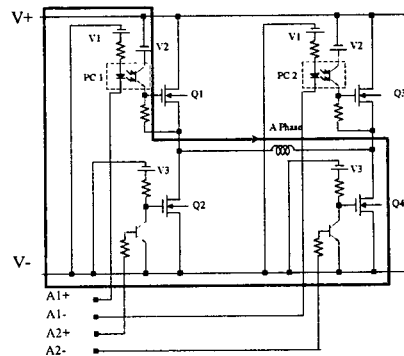 V+
V1
V2
PC 1
Q1
V1
V2
PC 2
Q3
A Phase
V3
Q2
V3
Q4
V-
A1+
A1-
A2+
A2-